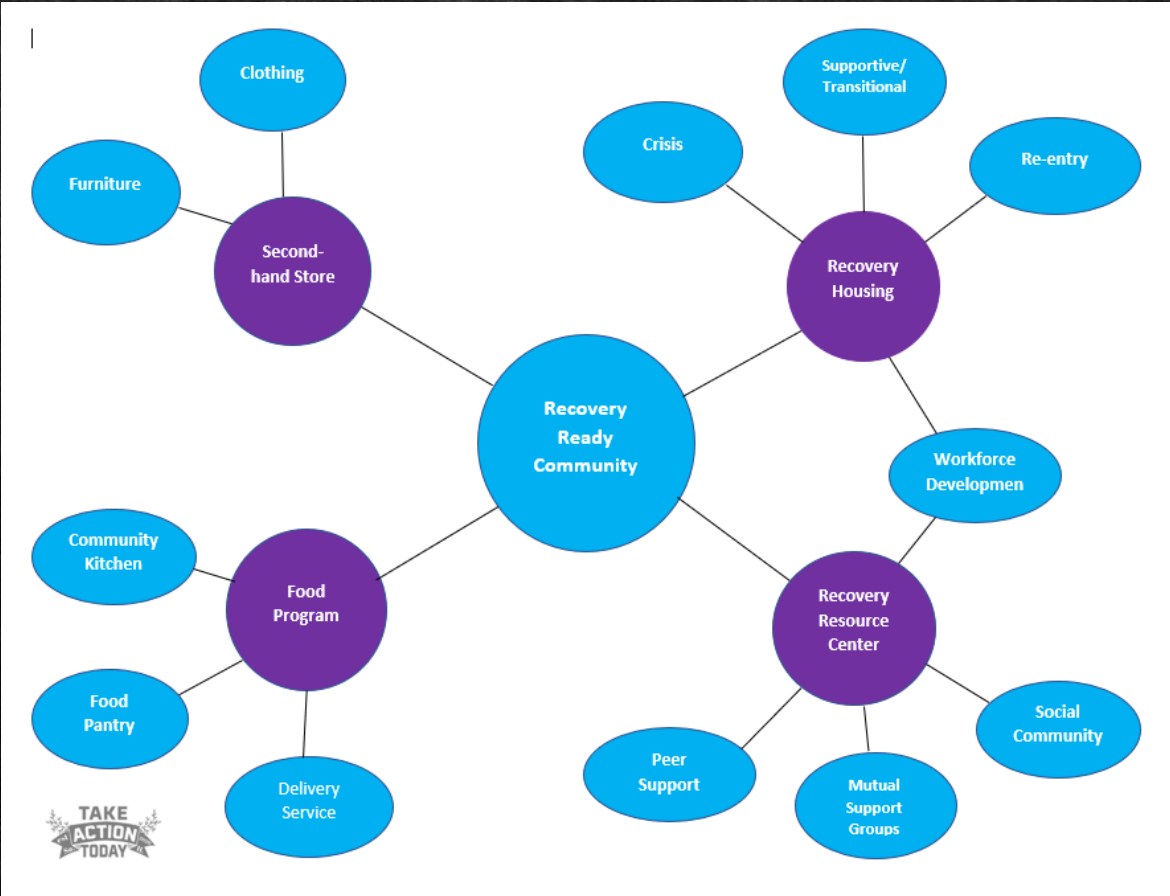 Clothing
Furniture
Second-
hand Store
Supportive/
Transitional
Crisis
Re-entry
Recovery
Housing
Recovery
Ready
Community
Workforce
Developmen
Community
Kitchen
Food
Program
Food
Pantry
Delivery
Service
Recovery
Resource
Center
Social
Community
Peer
Support
Mutual
Support
Groups
TAKE
ACTION
TODAY